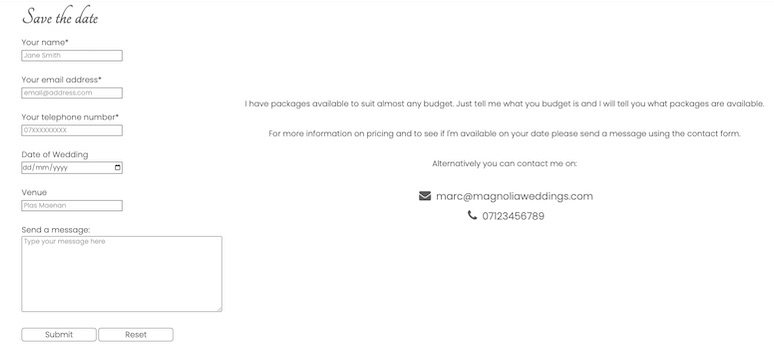 Save the date
Your name*
Jane Smith
Your email address*
email@address.com
Your telephone number*
07XXXXXXXXX
Date of Wedding
dd/mm/yyyy
Venue
Plas Maenan
Send a message:
Type your message here
Submit
Reset
I have packages available to suit almost any budget. Just tell me what you budget is and I will tell you what packages are available.
For more information on pricing and to see if I'm available on your date please send a message using the contact form.
Alternatively you can contact me on:
marc@magnoliaweddings.com
07123456789